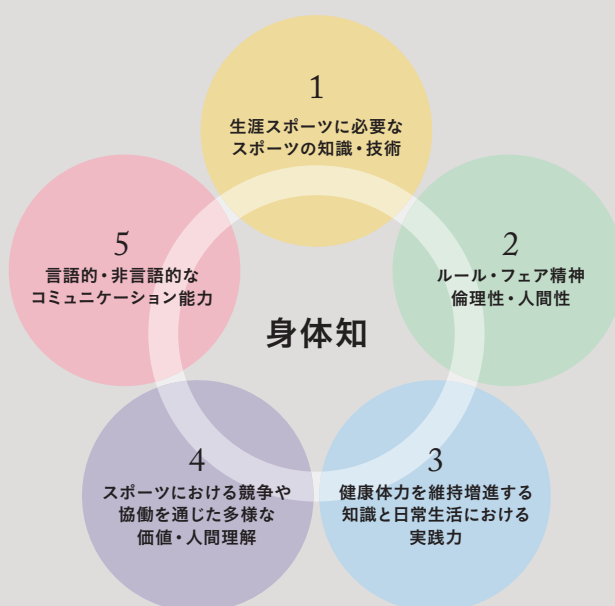 1
生涯スポーツに必要な
スポーツの知識・技術
2
ルール・フェア精神
倫理性・人間性
3
健康体力を維持増進する
知識と日常生活における
実践力
4
スポーツにおける競争や
協働を通じた多様な
価値・人間理解
5
言語的・非言語的な
コミュニケーション能力
身体知